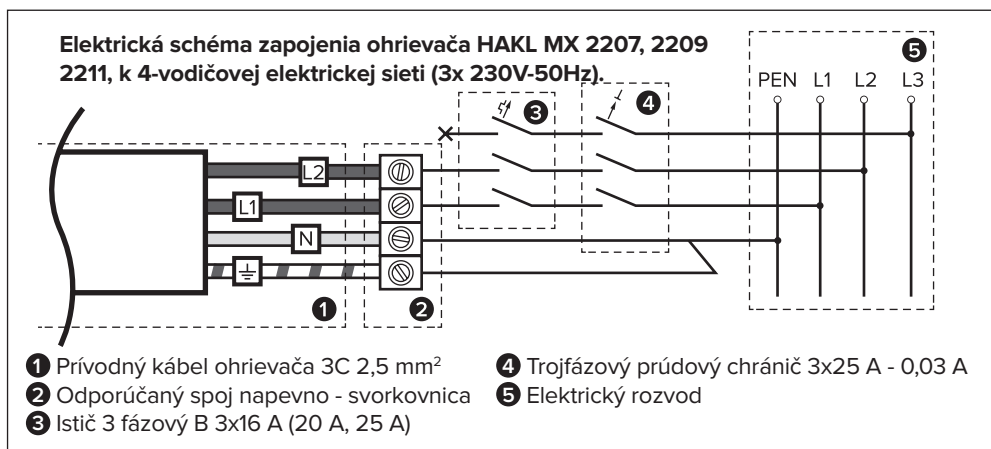 Elektrická schéma zapojenia ohrievača HAKL MX 2207, 2209
2211, k 4-vodičovej elektrickej sieti (3x 230V-50Hz).
5
PEN L1 L2 L3
3
4
L2
L1
N
1
2
1 Prívodný kábel ohrievača 3C 2,5 mm²
2 Odporúčaný spoj napevno - svorkovnica
3 Istič 3 fázový B 3x16 A (20 A, 25 A)
4 Trojfázový prúdový chránič 3x25 A - 0,03 A
5 Elektrický rozvod